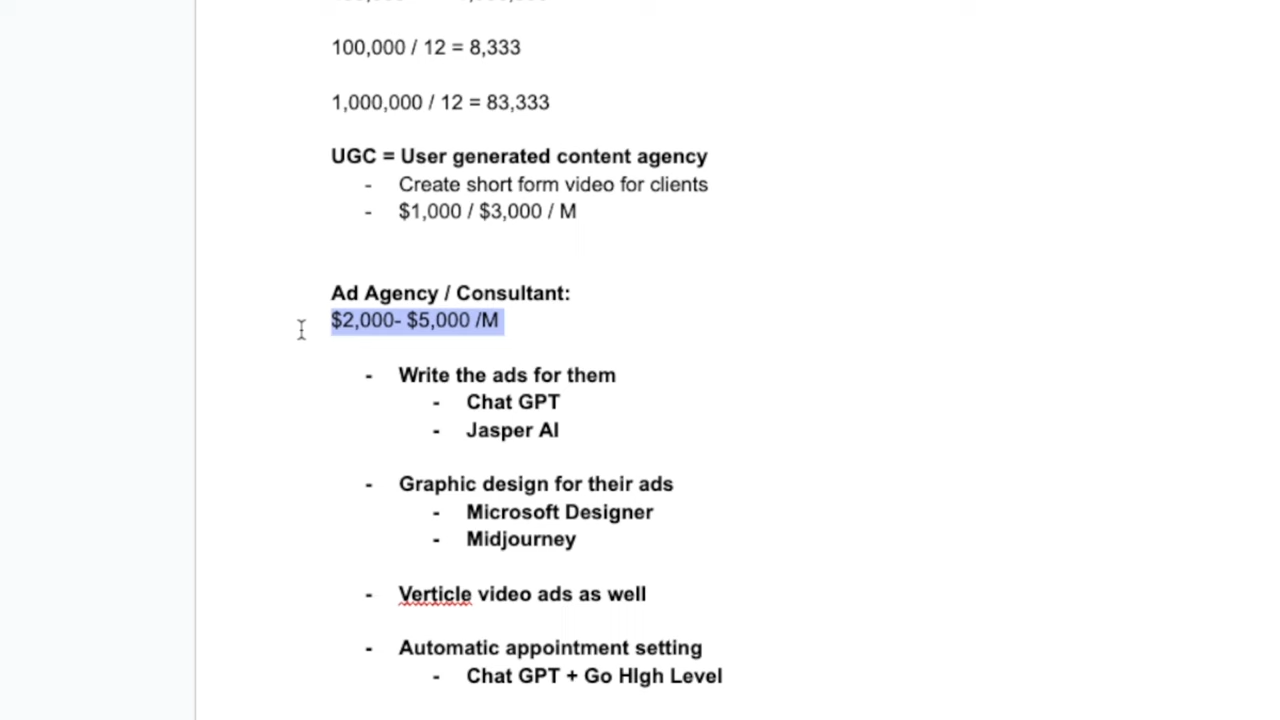 100,000 / 12 = 8,333
1,000,000 / 12 = 83,333
UGC = User generated content agency
- Create short form video for clients
- $1,000 / $3,000 / M
Ad Agency / Consultant:
$2,000- $5,000 /M
- Write the ads for them
- Chat GPT
- Jasper AI
- Graphic design for their ads
- Microsoft Designer
- Midjourney
- Verticle video ads as well
- Automatic appointment setting
- Chat GPT + Go HIgh Level